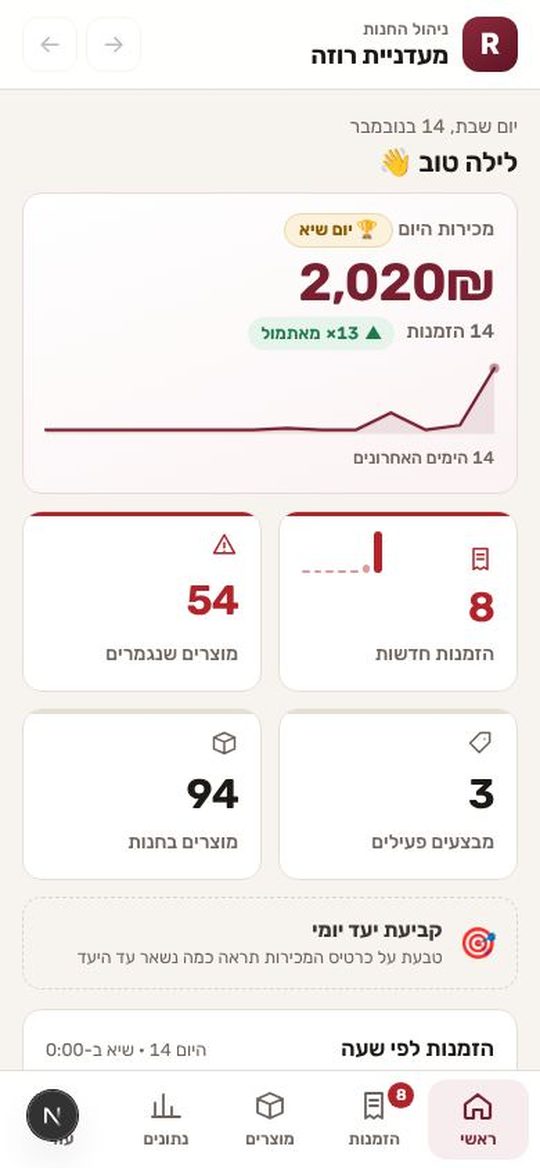 R
ניהול החנות
מעדניית רוזה
יום שבת, 14 בנובמבר
לילה טוב 👋
מכירות היום
🏆 יום שיא
2,020₪
14 הזמנות
▲ 13× מאתמול
14 הימים האחרונים
8
הזמנות חדשות
54
מוצרים שנגמרים
3
מבצעים פעילים
94
מוצרים בחנות
קביעת יעד יומי
טבעת על כרטיס המכירות תראה כמה נשאר עד היעד
הזמנות לפי שעה
היום 14 • שיא ב-0:00
ראשי
8
הזמנות
מוצרים
נתונים
N